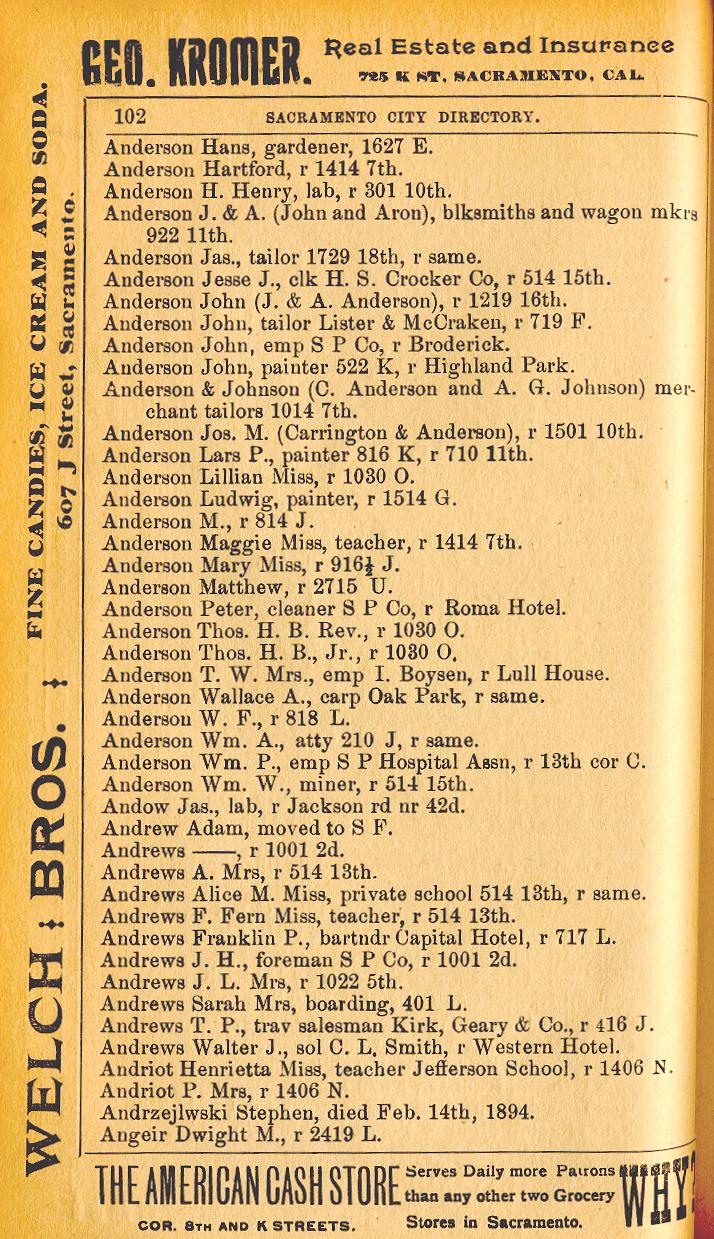 GEO. KROMER. Real Estate and Insurance
725 K ST, SACRAMENTO, CAL.
102 SACRAMENTO CITY DIRECTORY.
Anderson Hans, gardener, 1627 E.
Anderson Hartford, r 1414 7th.
Anderson H. Henry, lab, r 301 10th.
Anderson J. & A. (John and Aron), blksmiths and wagon mkrs
922 11th.
Anderson Jas., tailor 1729 18th, r same.
Anderson Jesse J., clk H. S. Crocker Co, r 514 15th.
Anderson John (J. & A. Anderson), r 1219 16th.
Anderson John, tailor Lister & McCraken, r 719 F.
Anderson John, emp S P Co, r Broderick.
Anderson John, painter 522 K, r Highland Park.
Anderson & Johnson (C. Anderson and A. G. Johnson) mer-
chant tailors 1014 7th.
Anderson Jos. M. (Carrington & Anderson), r 1501 10th.
Anderson Lars P., painter 816 K, r 710 11th.
Anderson Lillian Miss, r 1030 O.
Anderson Ludwig, painter, r 1514 G.
Anderson M., r 814 J.
Anderson Maggie Miss, teacher, r 1414 7th.
Anderson Mary Miss, r 916½ J.
Anderson Matthew, r 2715 U.
Anderson Peter, cleaner S P Co, r Roma Hotel.
Anderson Thos. H. B. Rev., r 1030 O.
Anderson Thos. H. B., Jr., r 1030 O.
Anderson T. W. Mrs., emp I. Boysen, r Lull House.
Anderson Wallace A., carp Oak Park, r same.
Anderson W. F., r 818 L.
Anderson Wm. A., atty 210 J, r same.
Anderson Wm. P., emp S P Hospital Assn, r 13th cor C.
Anderson Wm. W., miner, r 514 15th.
Andow Jas., lab, r Jackson rd nr 42d.
Andrew Adam, moved to S F.
Andrews ——, r 1001 2d.
Andrews A. Mrs, r 514 13th.
Andrews Alice M. Miss, private school 514 13th, r same.
Andrews F. Fern Miss, teacher, r 514 13th.
Andrews Franklin P., bartndr Capital Hotel, r 717 L.
Andrews J. H., foreman S P Co, r 1001 2d.
Andrews J. L. Mrs, r 1022 5th.
Andrews Sarah Mrs, boarding, 401 L.
Andrews T. P., trav salesman Kirk, Geary & Co., r 416 J.
Andrews Walter J., sol C. L. Smith, r Western Hotel.
Andriot Henrietta Miss, teacher Jefferson School, r 1406 N.
Andriot P. Mrs, r 1406 N.
Andrzejlwski Stephen, died Feb. 14th, 1894.
Angeir Dwight M., r 2419 L.
WELCH : BROS. : FINE CANDIES, ICE CREAM AND SODA.
607 J Street, Sacramento.
THE AMERICAN CASH STORE Serves Daily more Patrons
than any other two Grocery
COR. 8TH AND K STREETS. Stores in Sacramento.
WHY?